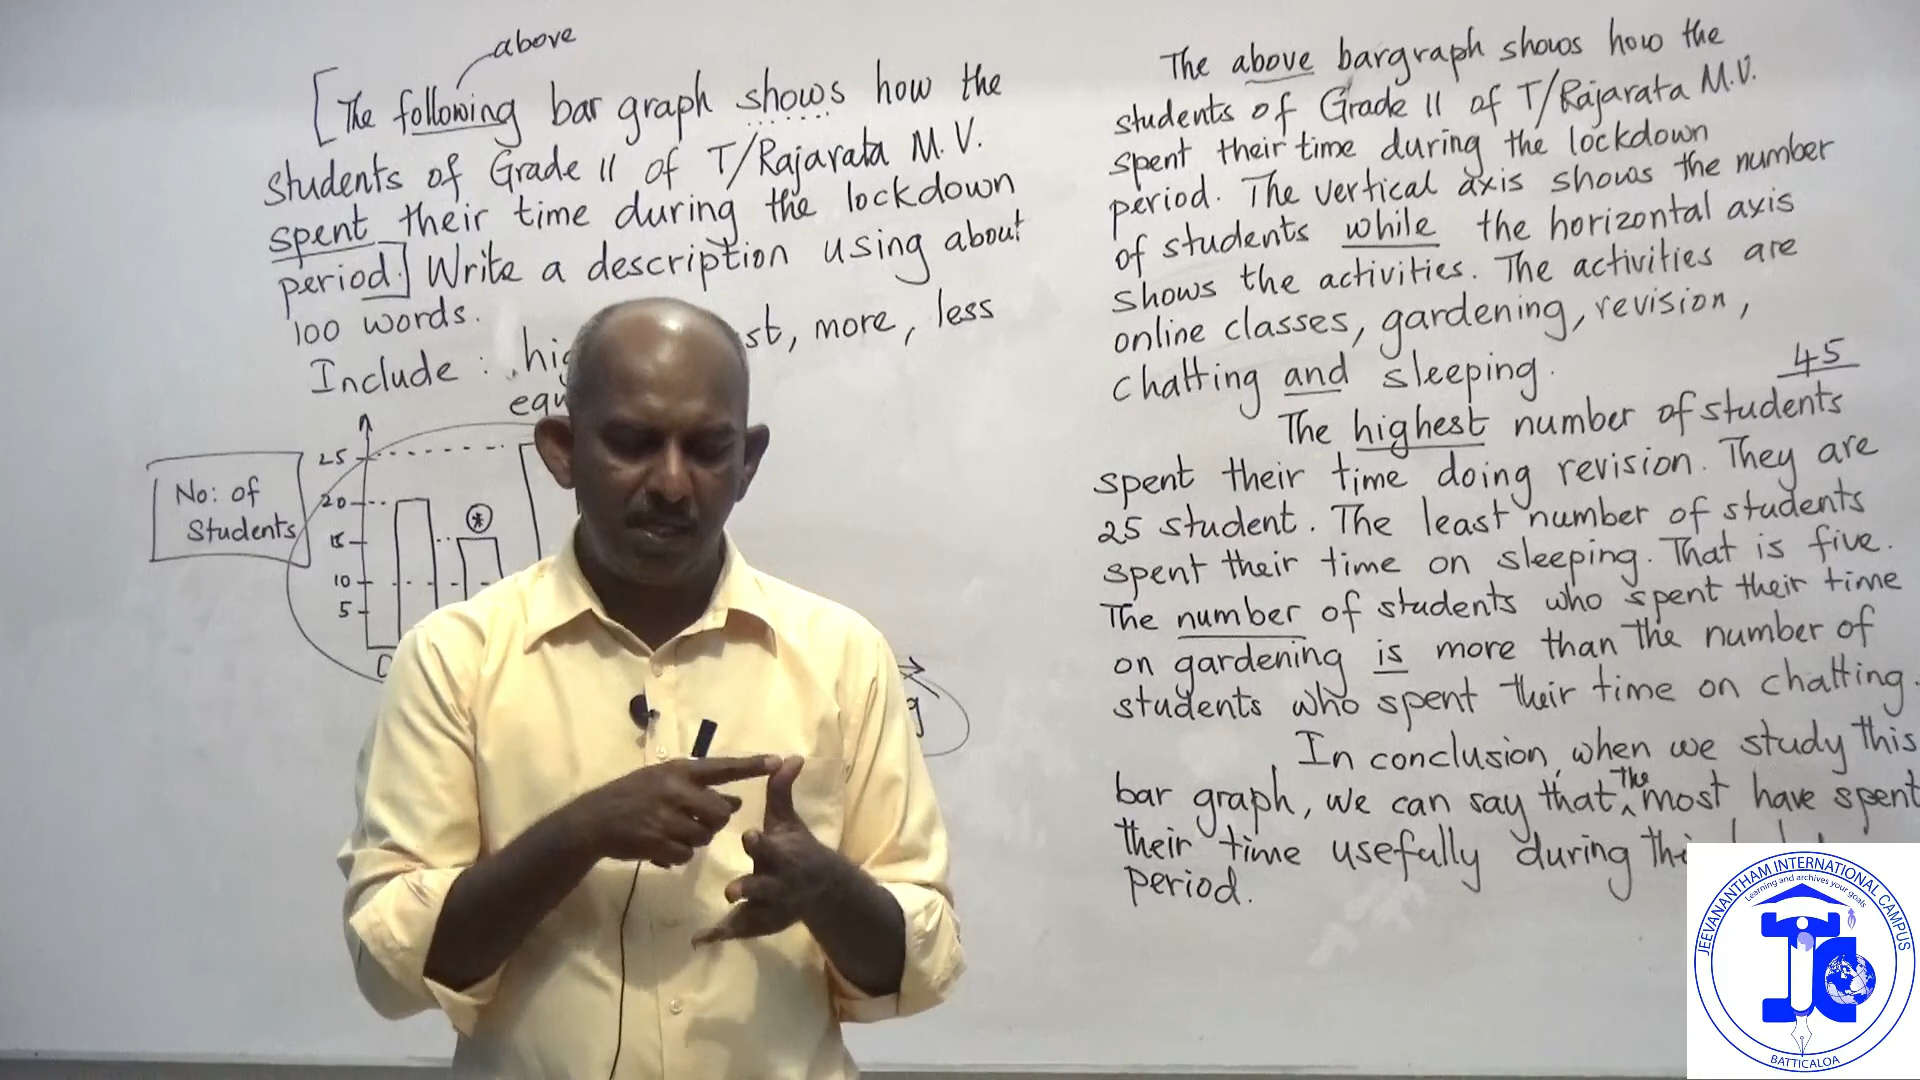 above
[The following bar graph shows how the
students of Grade 11 of T/Rajarata M.V.
spent their time during the lockdown
period.] Write a description using about
100 words.
Include : more, less
No: of
Students
25
20
15
10
5
The above bargraph shows how the
students of Grade 11 of T/Rajarata M.V.
spent their time during the lockdown
period. The vertical axis shows the number
of students while the horizontal axis
shows the activities. The activities are
online classes, gardening, revision,
chatting and sleeping.
45
The highest number of students
spent their time doing revision. They are
25 student. The least number of students
spent their time on sleeping. That is five.
The number of students who spent their time
on gardening is more than the number of
students who spent their time on chatting.
In conclusion, when we study this
bar graph, we can say that the most have spent
their time usefully during
period.
JEEVANANTHAM INTERNATIONAL CAMPUS
Learning and archives your goals
BATTICALOA